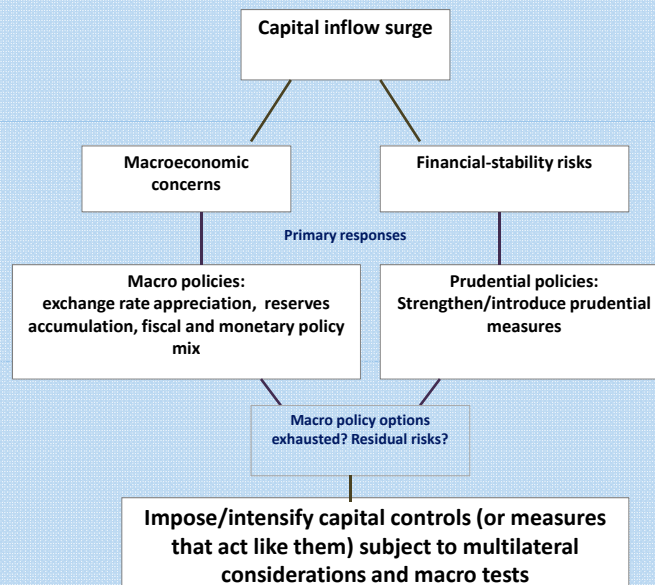 Capital inflow surge
Macroeconomic
concerns
Financial-stability risks
Primary responses
Macro policies:
exchange rate appreciation, reserves
accumulation, fiscal and monetary policy
mix
Prudential policies:
Strengthen/introduce prudential
measures
Macro policy options
exhausted? Residual risks?
Impose/intensify capital controls (or measures
that act like them) subject to multilateral
considerations and macro tests